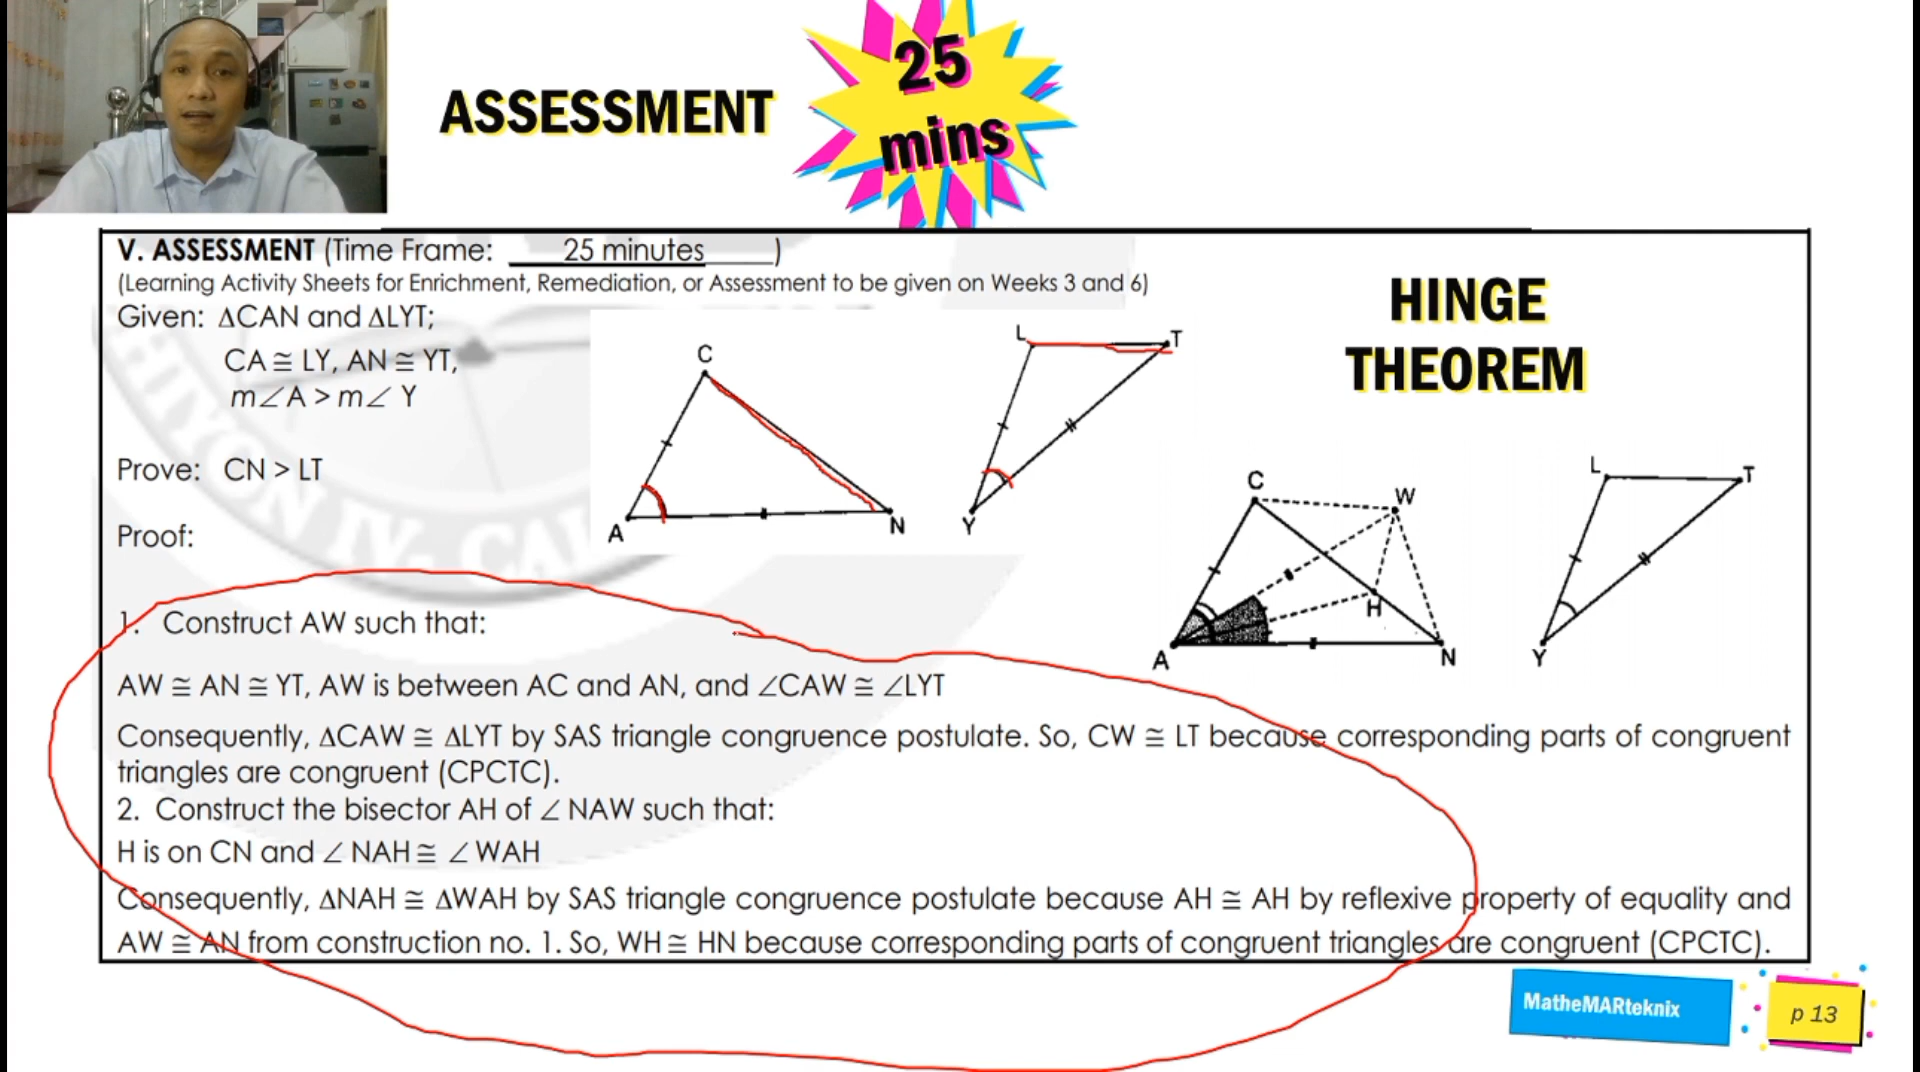 ASSESSMENT
25
mins
V. ASSESSMENT (Time Frame: 25 minutes )
(Learning Activity Sheets for Enrichment, Remediation, or Assessment to be given on Weeks 3 and 6)
Given: ∆CAN and ∆LYT;
CA ≅ LY, AN ≅ YT,
m∠A > m∠ Y
Prove: CN > LT
Proof:
C
A
N
L
T
Y
HINGE
THEOREM
C
W
H
A
N
L
T
Y
1. Construct AW such that:
AW ≅ AN ≅ YT, AW is between AC and AN, and ∠CAW ≅ ∠LYT
Consequently, ∆CAW ≅ ∆LYT by SAS triangle congruence postulate. So, CW ≅ LT because corresponding parts of congruent
triangles are congruent (CPCTC).
2. Construct the bisector AH of ∠ NAW such that:
H is on CN and ∠ NAH ≅ ∠ WAH
Consequently, ∆NAH ≅ ∆WAH by SAS triangle congruence postulate because AH ≅ AH by reflexive property of equality and
AW ≅ AN from construction no. 1. So, WH ≅ HN because corresponding parts of congruent triangles are congruent (CPCTC).
MatheMARteknix
p 13